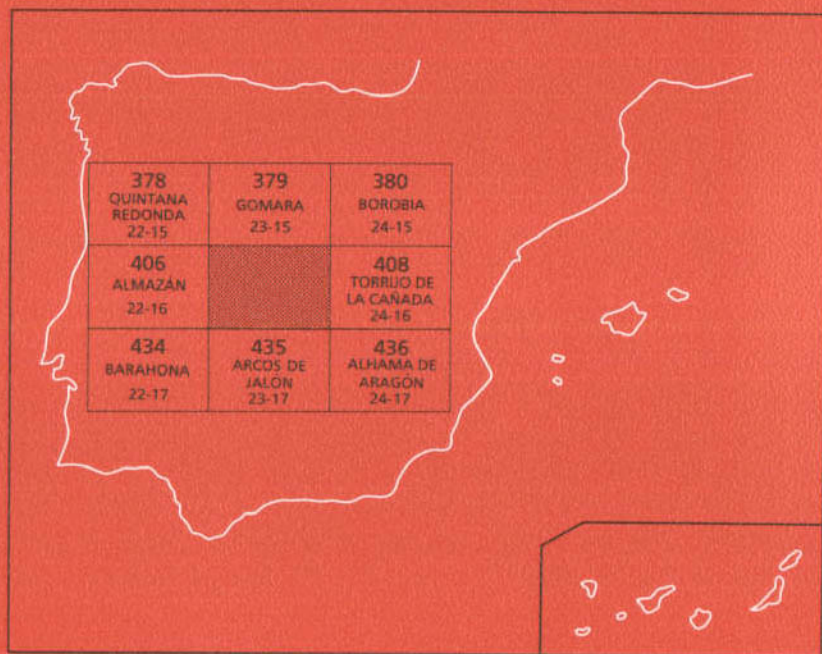 378
QUINTANA
REDONDA
22-15
379
GOMARA
23-15
380
BOROBIA
24-15
406
ALMAZÁN
22-16
408
TORRIJO DE
LA CAÑADA
24-16
434
BARAHONA
22-17
435
ARCOS DE
JALÓN
23-17
436
ALHAMA DE
ARAGÓN
24-17